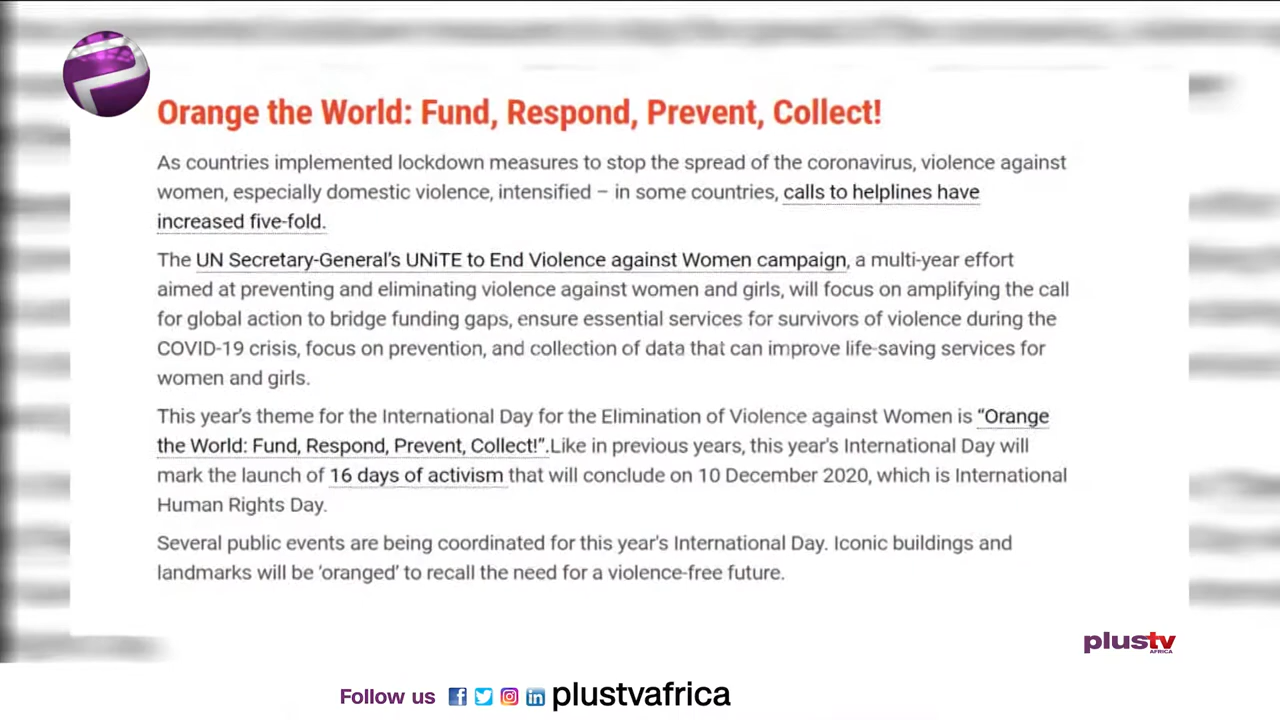 Orange the World: Fund, Respond, Prevent, Collect!
As countries implemented lockdown measures to stop the spread of the coronavirus, violence against
women, especially domestic violence, intensified – in some countries, calls to helplines have
increased five-fold.
The UN Secretary-General's UNiTE to End Violence against Women campaign, a multi-year effort
aimed at preventing and eliminating violence against women and girls, will focus on amplifying the call
for global action to bridge funding gaps, ensure essential services for survivors of violence during the
COVID-19 crisis, focus on prevention, and collection of data that can improve life-saving services for
women and girls.
This year's theme for the International Day for the Elimination of Violence against Women is “Orange
the World: Fund, Respond, Prevent, Collect!”.Like in previous years, this year's International Day will
mark the launch of 16 days of activism that will conclude on 10 December 2020, which is International
Human Rights Day.
Several public events are being coordinated for this year's International Day. Iconic buildings and
landmarks will be ‘oranged’ to recall the need for a violence-free future.
plustv
AFRICA
Follow us plustvafrica